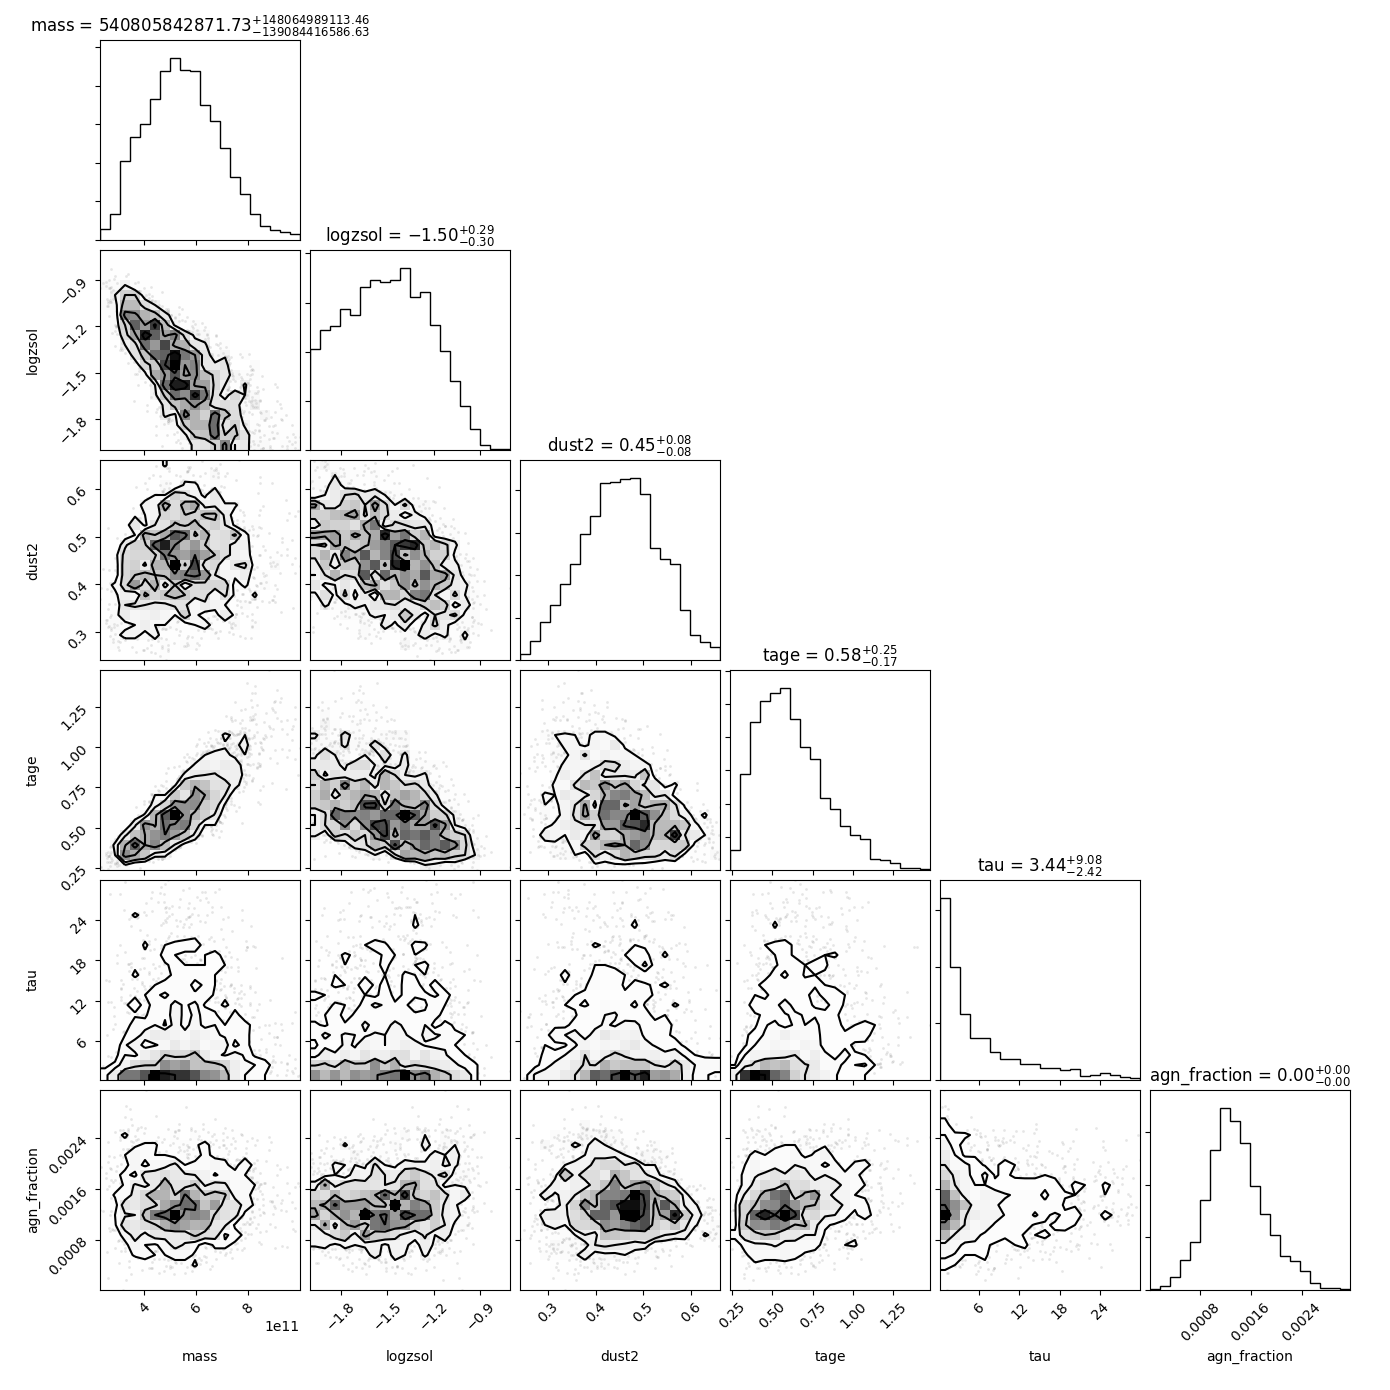 mass = 540805842871.73+148064989113.46 −139084416586.63
logzsol = −1.50+0.29 −0.30
−0.9
−1.2
−1.5
−1.8
logzsol
dust2 = 0.45+0.08 −0.08
0.6
0.5
0.4
0.3
dust2
tage = 0.58+0.25 −0.17
1.25
1.00
0.75
0.50
0.25
tage
tau = 3.44+9.08 −2.42
24
18
12
6
tau
agn_fraction = 0.00+0.00 −0.00
0.0024
0.0016
0.0008
agn_fraction
4 6 8 −1.8 −1.5 −1.2 −0.9 0.3 0.4 0.5 0.6 0.25 0.50 0.75 1.00 1.25 6 12 18 24 0.0008 0.0016 0.0024
1e11
mass logzsol dust2 tage tau agn_fraction